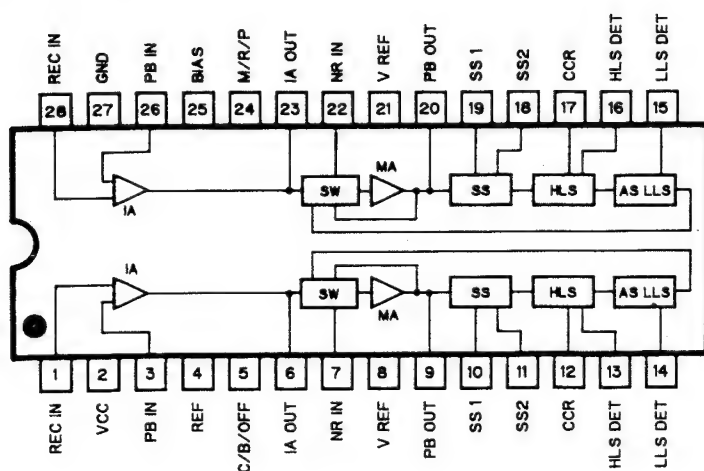 REC IN GND PB IN BIAS M/R/P IA OUT NR IN V REF PB OUT SS 1 SS2 CCR HLS DET LLS DET
28 27 26 25 24 23 22 21 20 19 18 17 16 15
MA
SW SS HLS AS LLS
IA
IA
SW SS HLS AS LLS
MA
1 2 3 4 5 6 7 8 9 10 11 12 13 14
REC IN VCC PB IN REF C/B/OFF IA OUT NR IN V REF PB OUT SS1 SS2 CCR HLS DET LLS DET